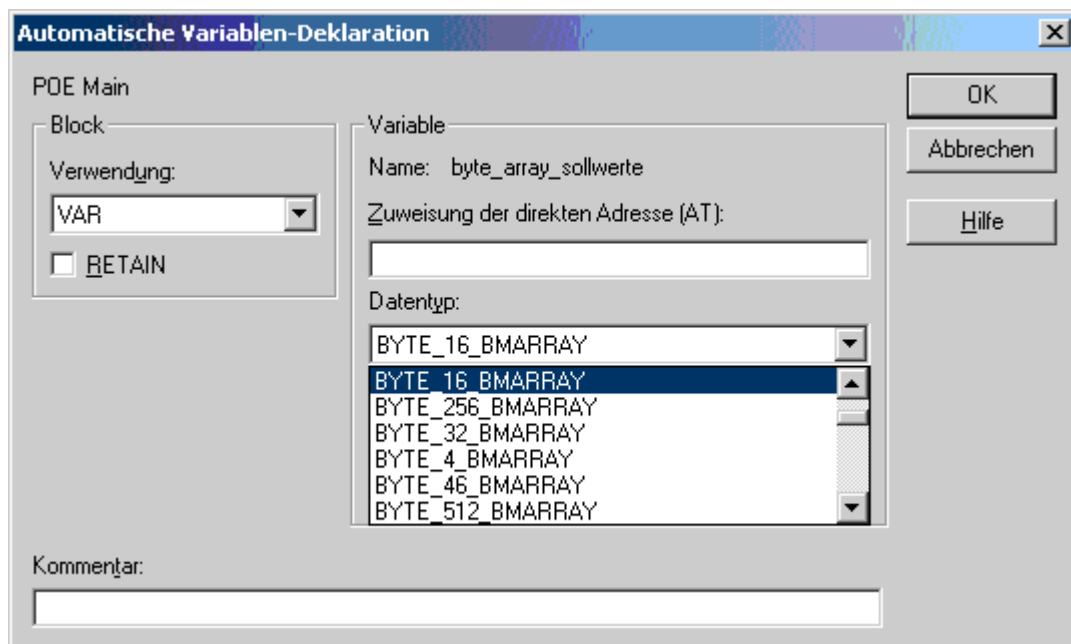 Automatische Variablen-Deklaration
POE Main
Block
Verwendung:
VAR
RETAIN
Variable
Name: byte_array_sollwerte
Zuweisung der direkten Adresse (AT):
Datentyp:
BYTE_16_BMARRAY
BYTE_16_BMARRAY
BYTE_256_BMARRAY
BYTE_32_BMARRAY
BYTE_4_BMARRAY
BYTE_46_BMARRAY
BYTE_512_BMARRAY
OK
Abbrechen
Hilfe
Kommentar: